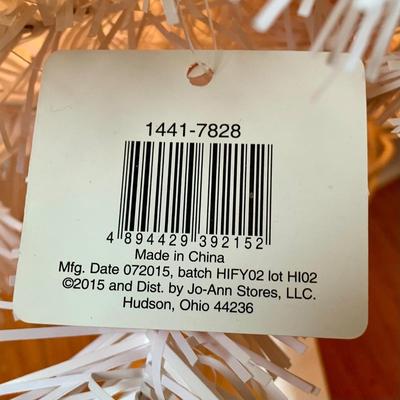 1441-7828
4 894429 392152
Made in China
Mfg. Date 072015, batch HIFY02 lot HI02
©2015 and Dist. by Jo-Ann Stores, LLC.
Hudson, Ohio 44236